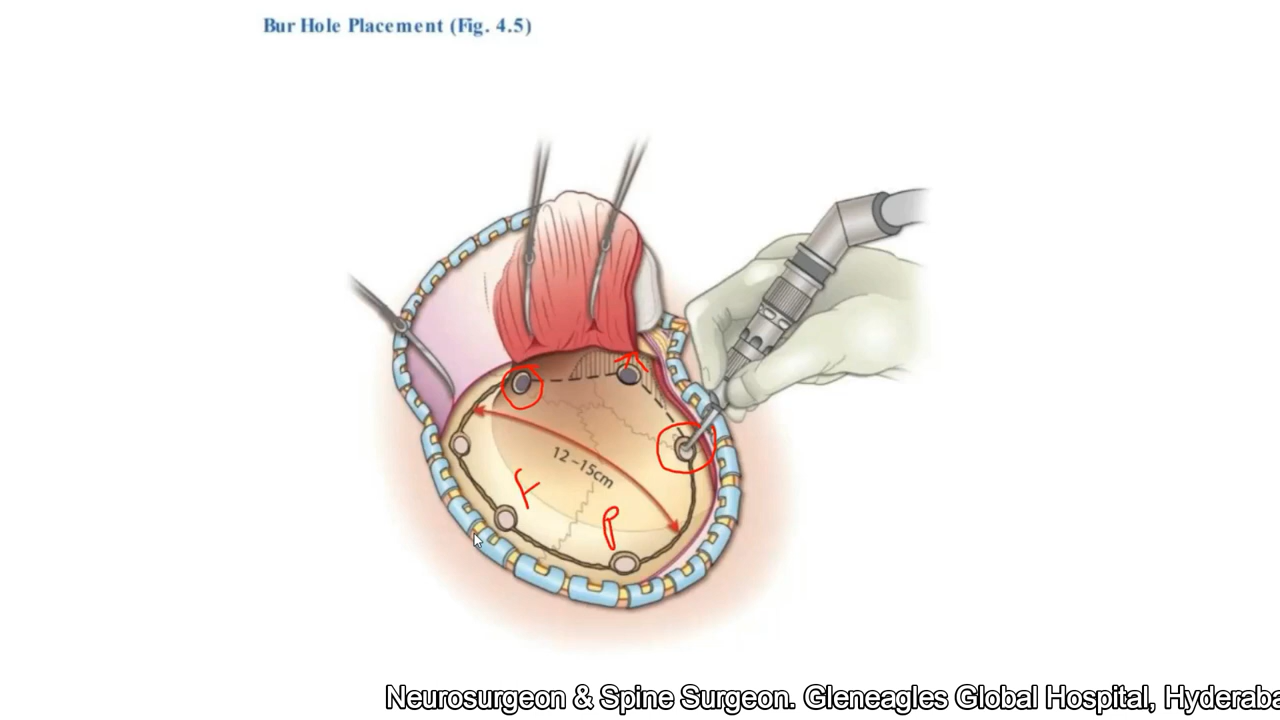 Bur Hole Placement (Fig. 4.5)
12-15cm
F
P
Neurosurgeon & Spine Surgeon. Gleneagles Global Hospital, Hyderaba